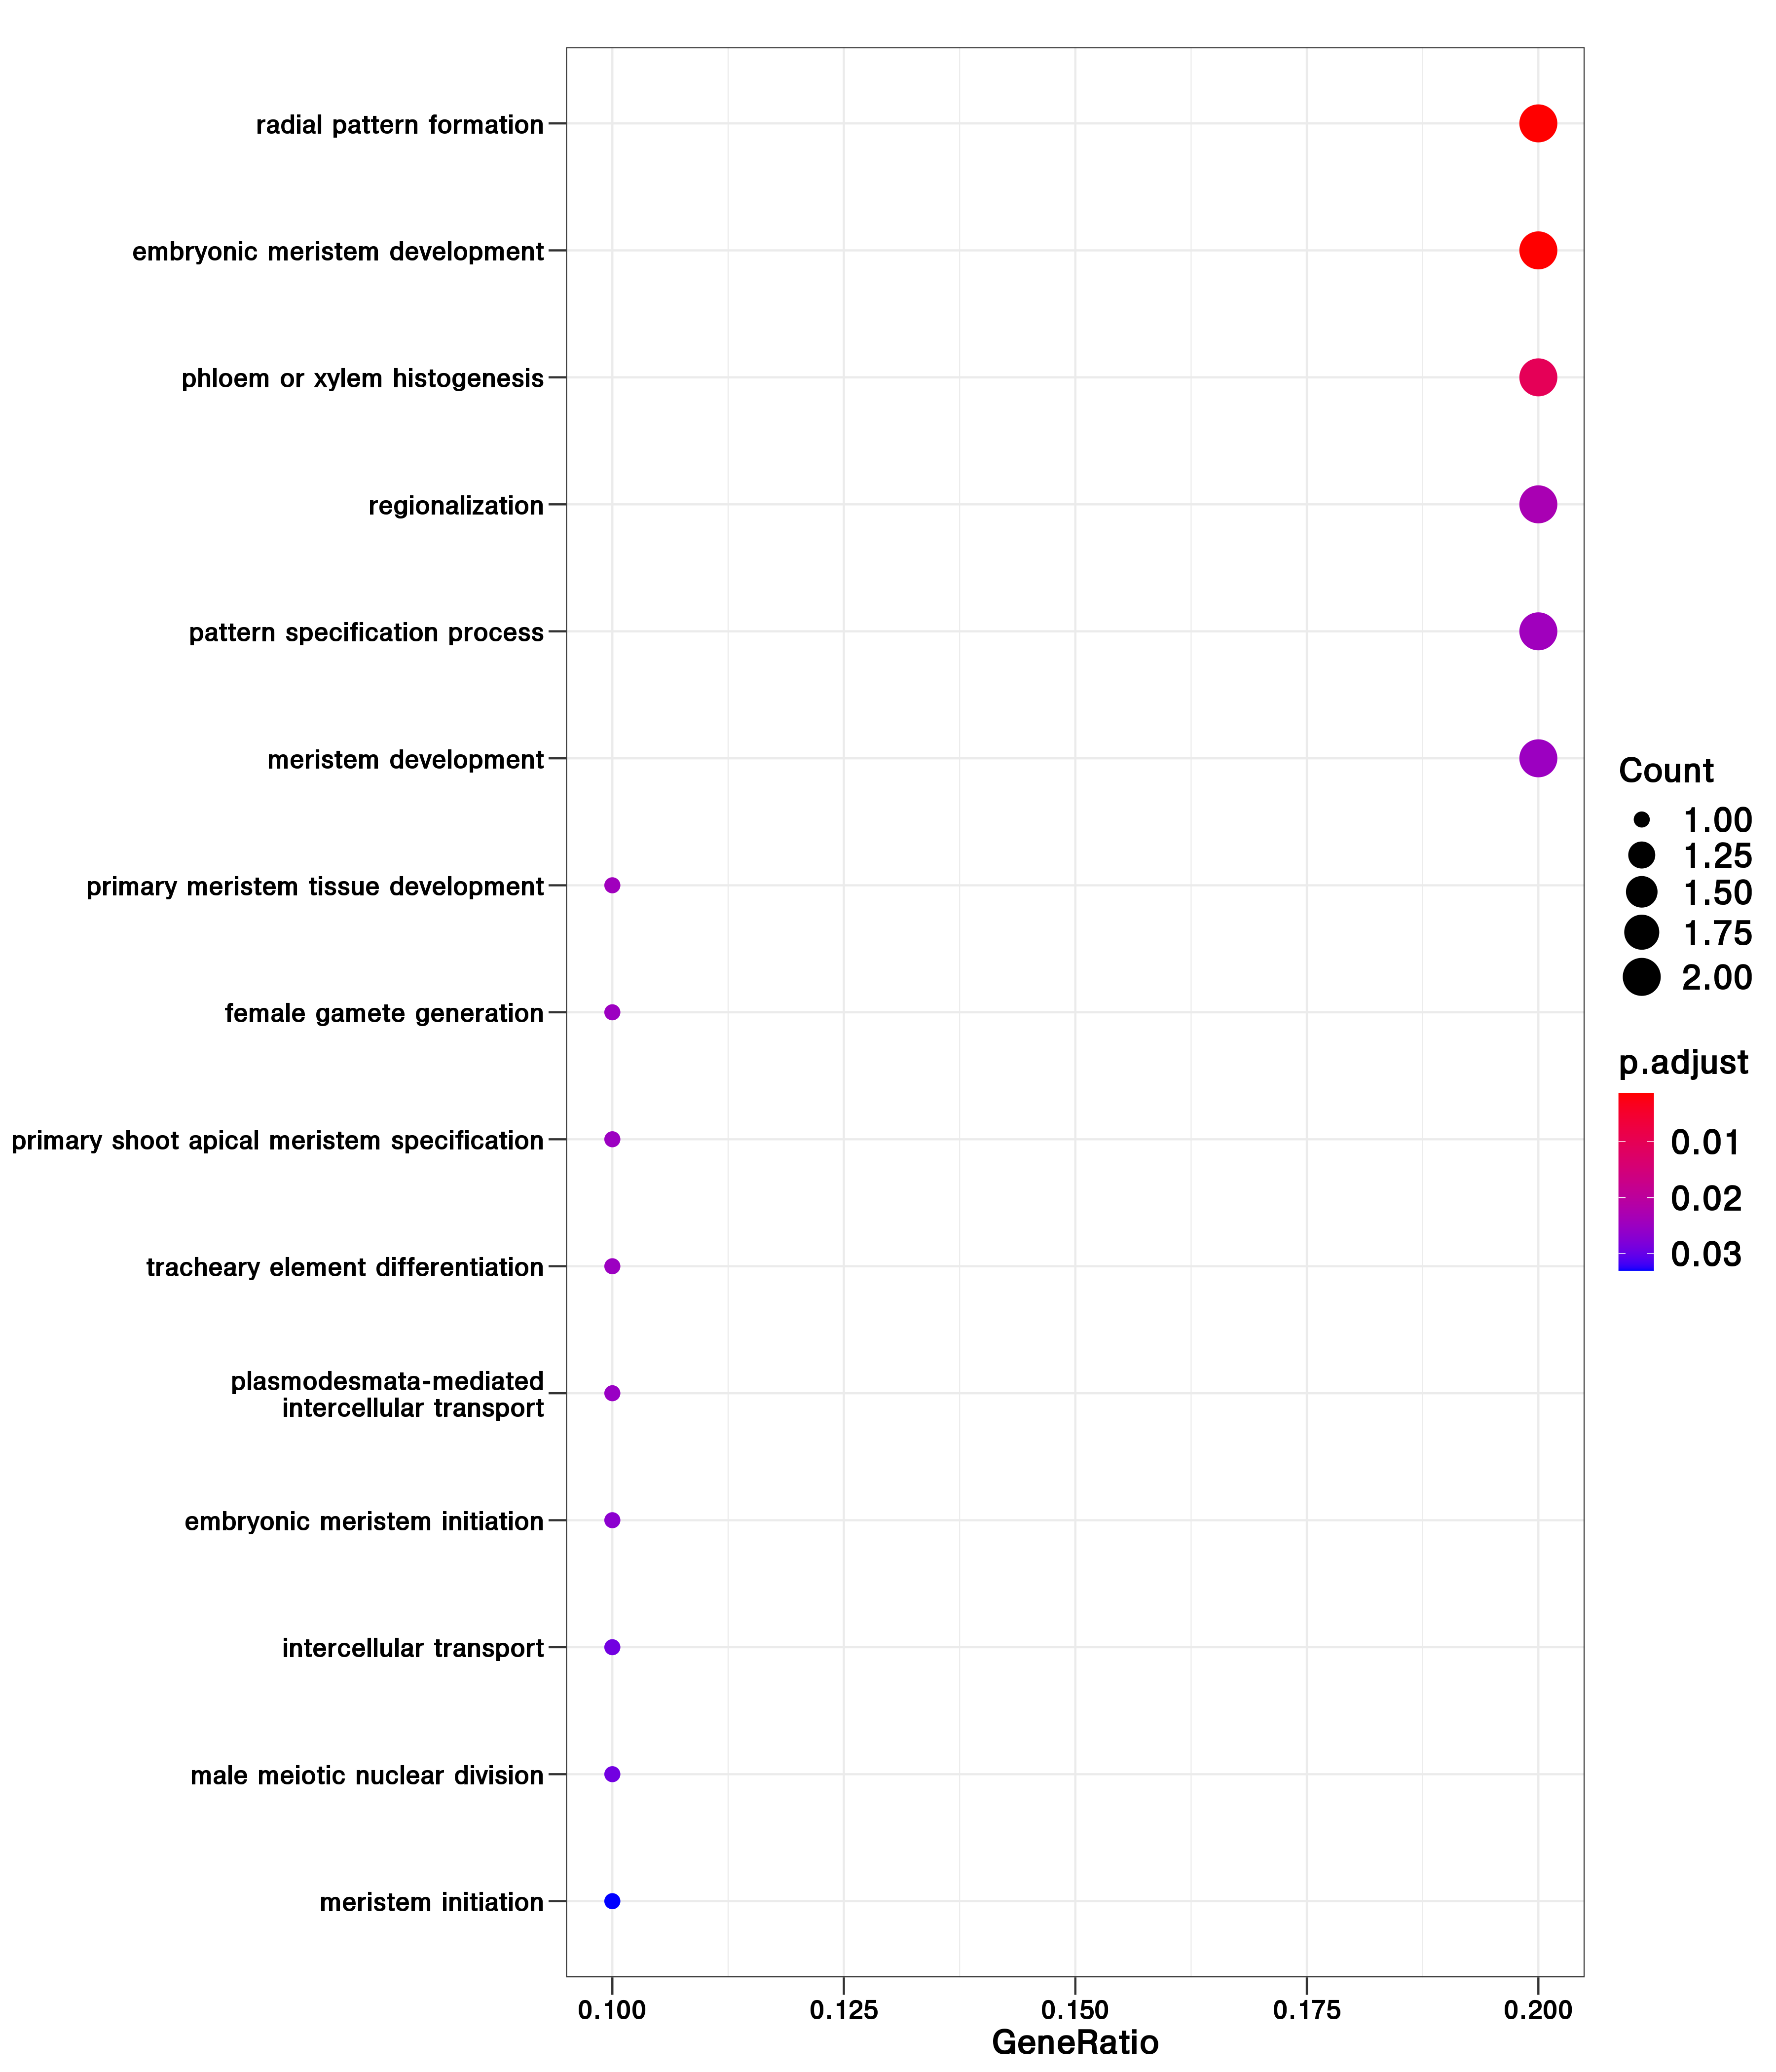 radial pattern formation
embryonic meristem development
phloem or xylem histogenesis
regionalization
pattern specification process
meristem development
primary meristem tissue development
female gamete generation
primary shoot apical meristem specification
tracheary element differentiation
plasmodesmata-mediated
intercellular transport
embryonic meristem initiation
intercellular transport
male meiotic nuclear division
meristem initiation
0.100 0.125 0.150 0.175 0.200
GeneRatio
Count
1.00
1.25
1.50
1.75
2.00
p.adjust
0.01
0.02
0.03